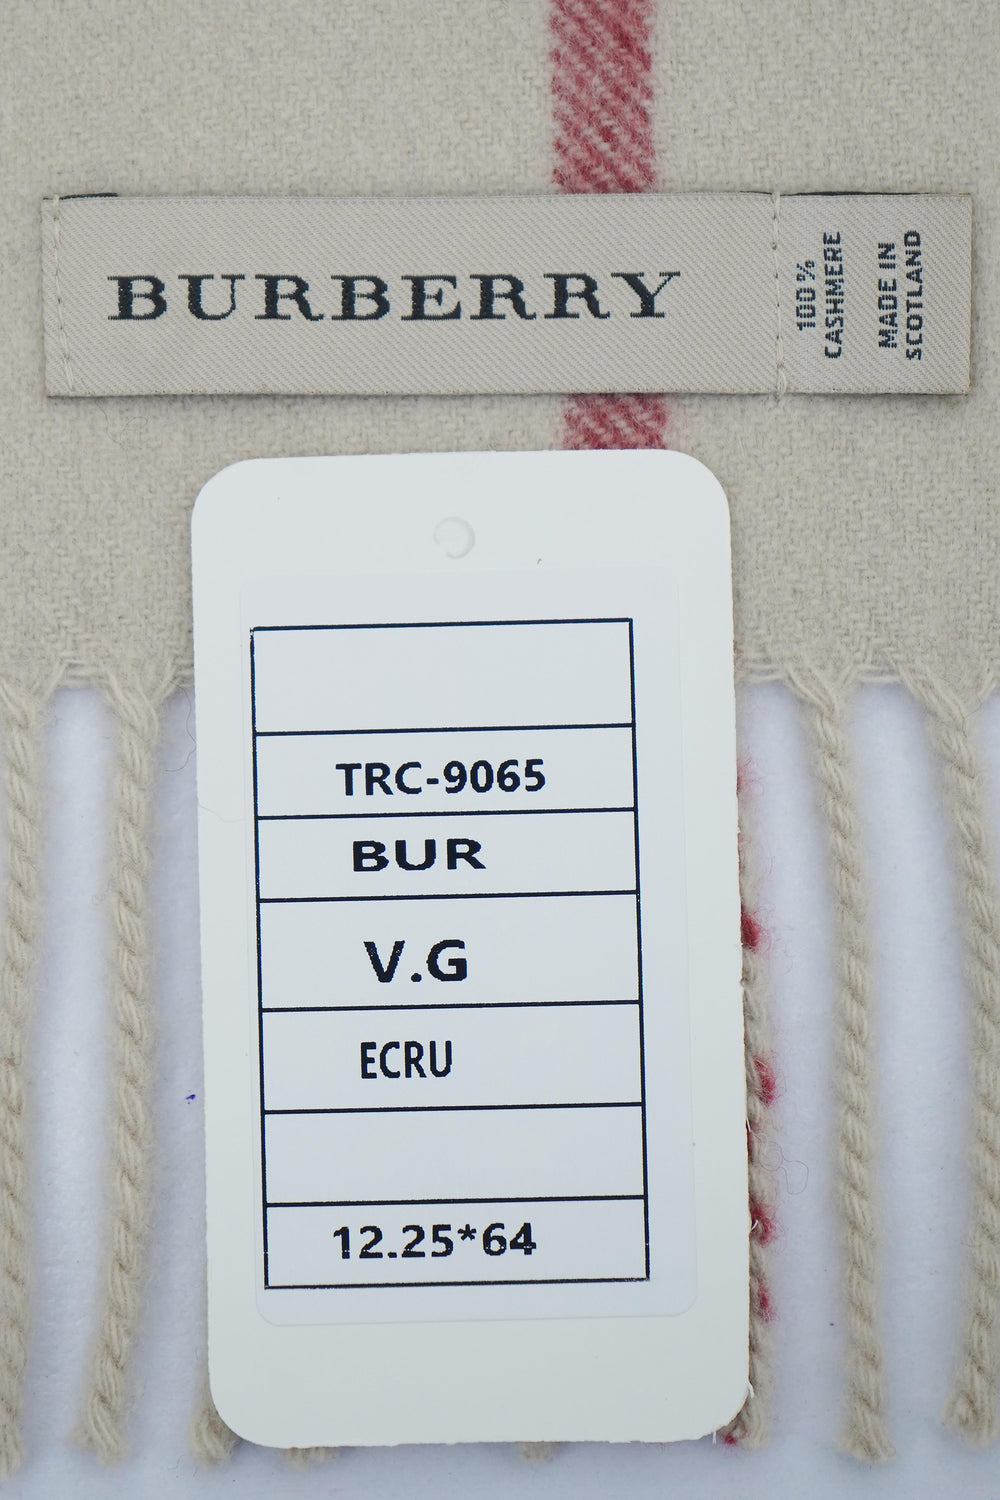 BURBERRY
100%
CASHMERE
MADE IN
SCOTLAND
TRC-9065
BUR
V.G
ECRU
12.25*64